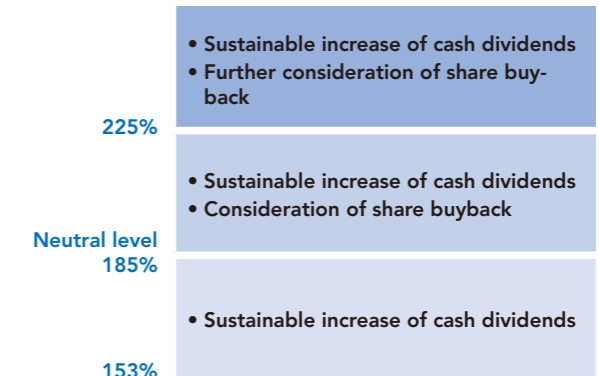 • Sustainable increase of cash dividends
• Further consideration of share buy-
back
225%
• Sustainable increase of cash dividends
• Consideration of share buyback
Neutral level
185%
• Sustainable increase of cash dividends
153%